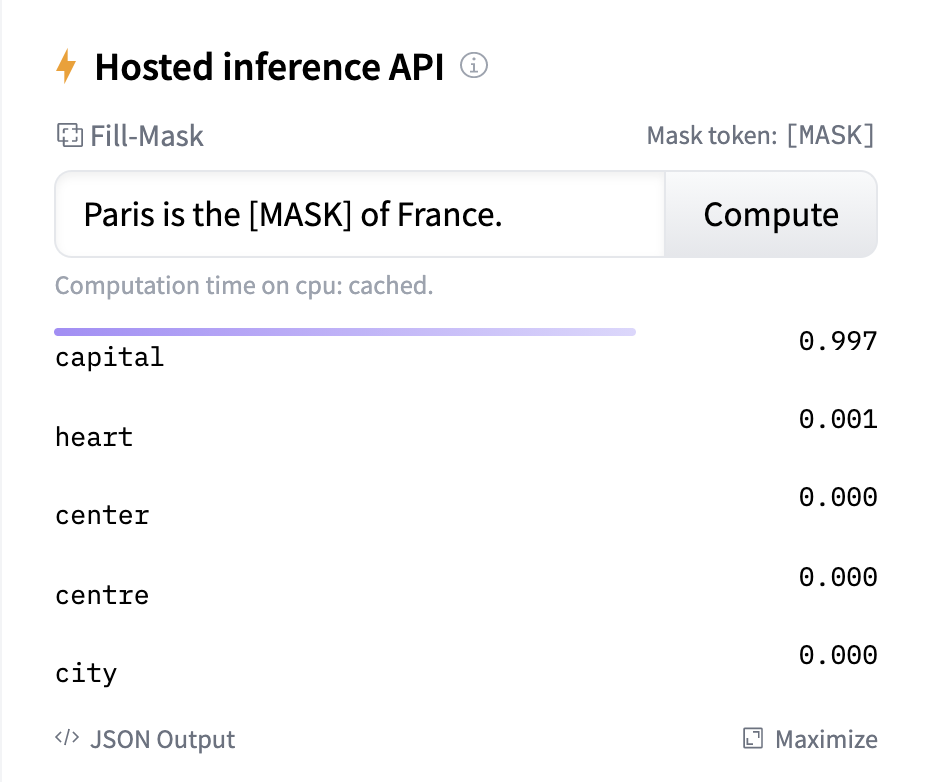 Hosted inference API
Fill-Mask Mask token: [MASK]
Paris is the [MASK] of France. Compute
Computation time on cpu: cached.
capital 0.997
heart 0.001
center 0.000
centre 0.000
city 0.000
</> JSON Output Maximize